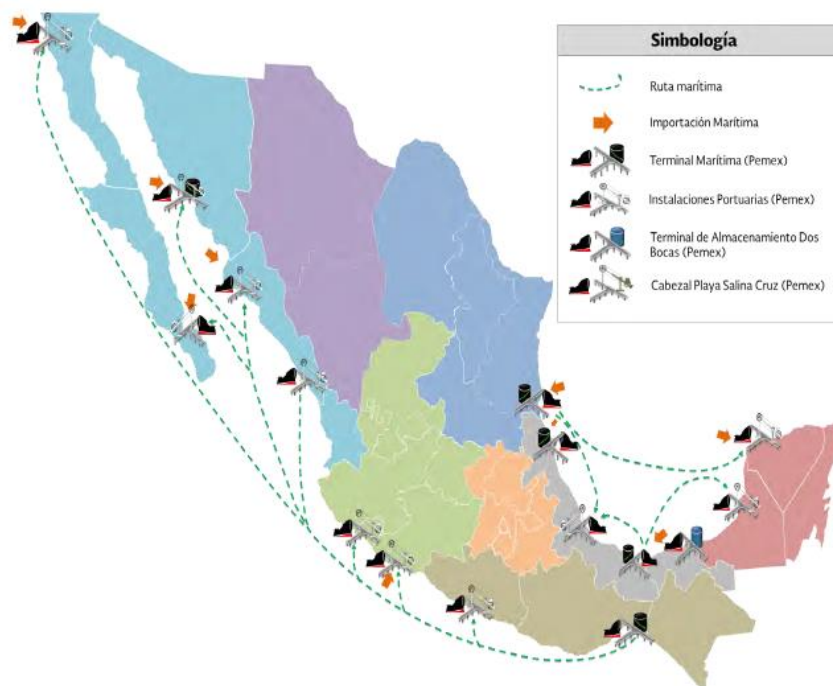 Simbología
Ruta marítima
Importación Marítima
Terminal Marítima (Pemex)
Instalaciones Portuarias (Pemex)
Terminal de Almacenamiento Dos
Bocas (Pemex)
Cabezal Playa Salina Cruz (Pemex)